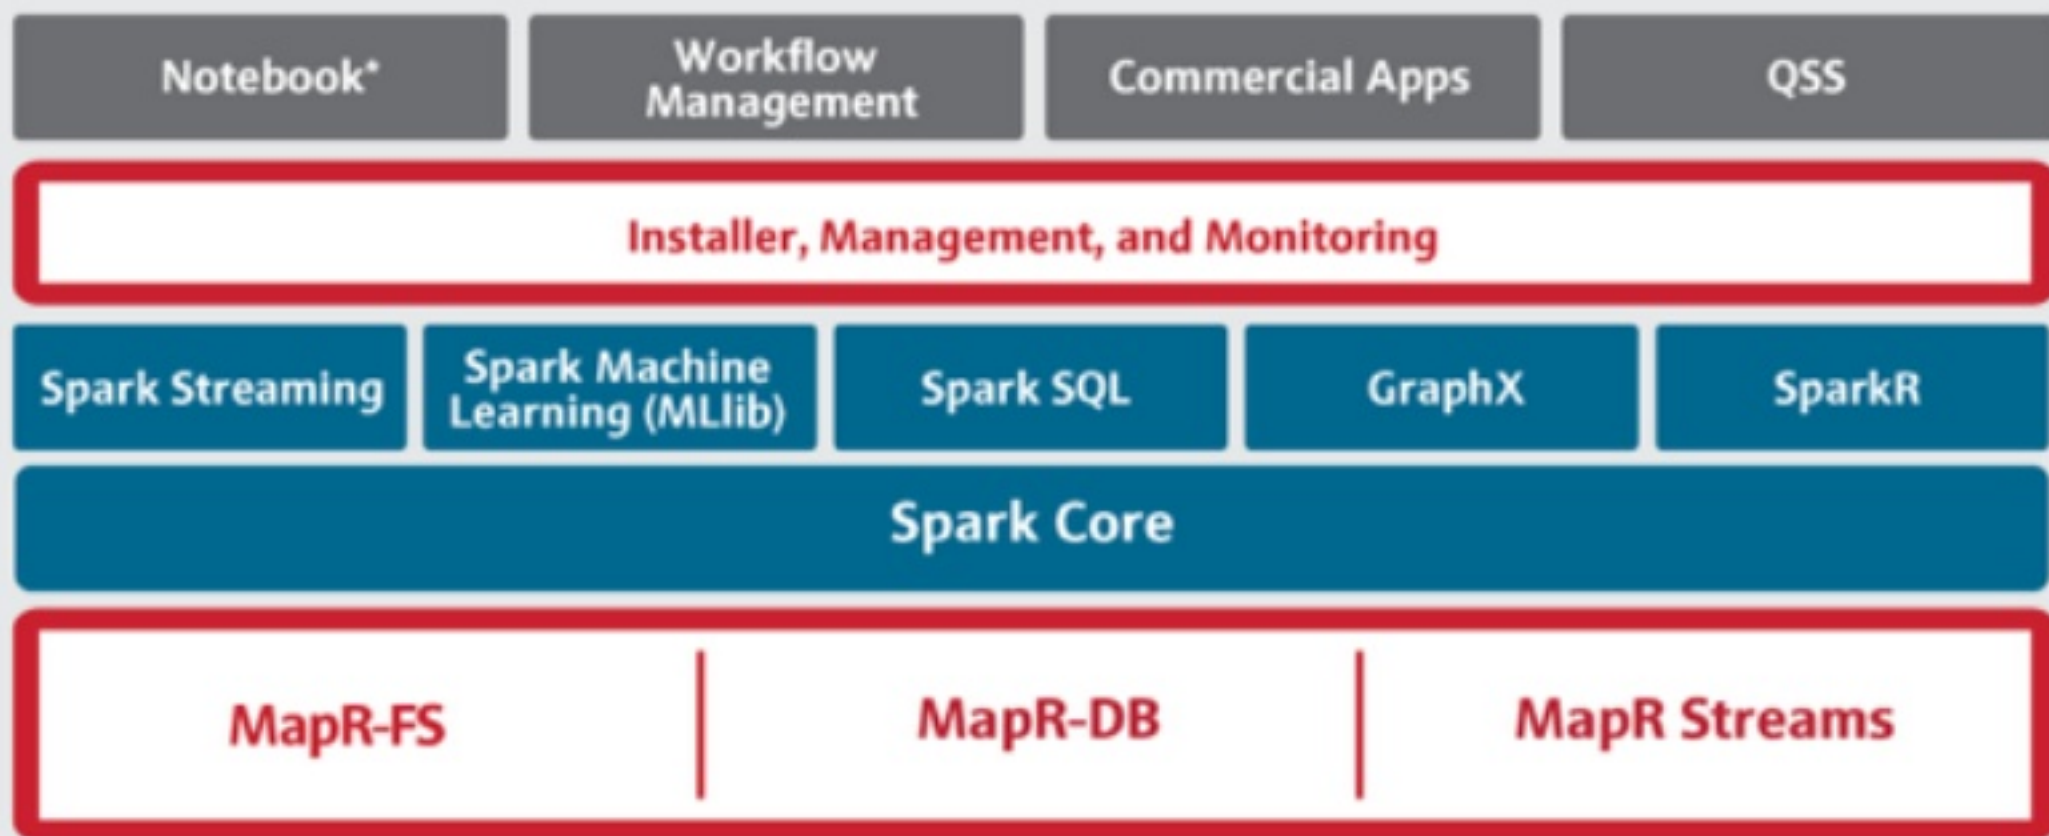 Notebook*
Workflow
Management
Commercial Apps
QSS
Installer, Management, and Monitoring
Spark Streaming
Spark Machine
Learning (MLlib)
Spark SQL
GraphX
SparkR
Spark Core
MapR-FS
MapR-DB
MapR Streams